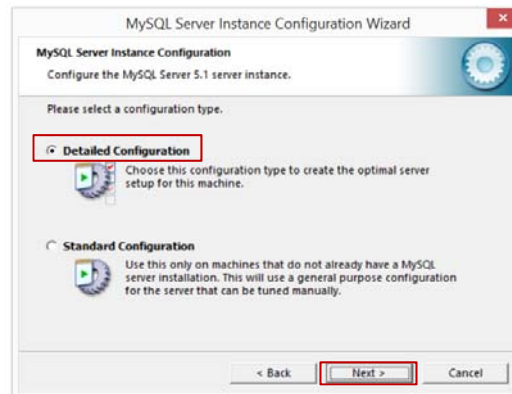 MySQL Server Instance Configuration Wizard
MySQL Server Instance Configuration
Configure the MySQL Server 5.1 server instance.
Please select a configuration type.
Detailed Configuration
Choose this configuration type to create the optimal server
setup for this machine.
Standard Configuration
Use this only on machines that do not already have a MySQL
server installation. This will use a general purpose configuration
for the server that can be tuned manually.
< Back Next > Cancel